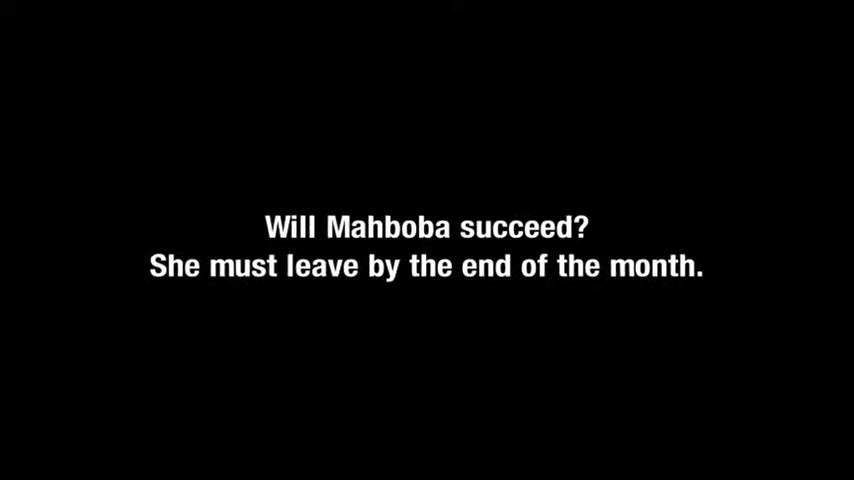 Will Mahboba succeed?
She must leave by the end of the month.